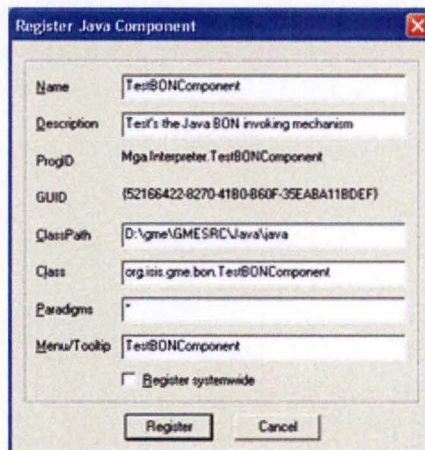 Register Java Component
Name TestBONComponent
Description Test's the Java BON invoking mechanism
ProgID Mga.Interpreter.TestBONComponent
GUID {52166422-8270-41B0-B60F-35EABA11BDEF}
ClassPath D:\gme\GMESRC\Java\java
Class org.isis.gme.bon.TestBONComponent
Paradigms *
Menu/Tooltip TestBONComponent
Register systemwide
Register Cancel